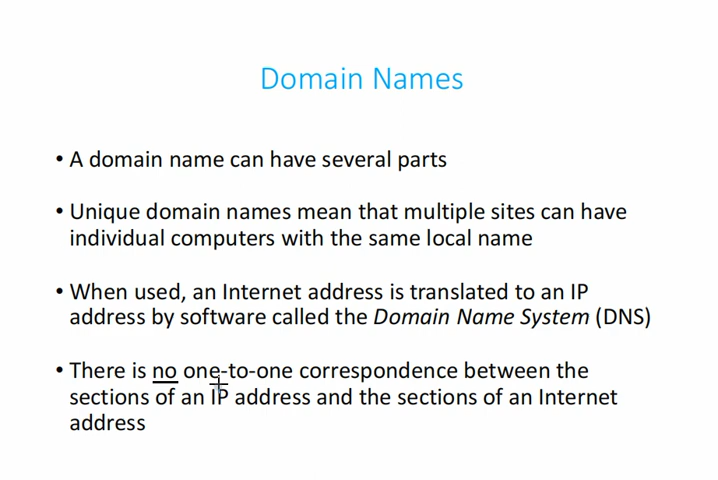 Domain Names
• A domain name can have several parts
• Unique domain names mean that multiple sites can have
individual computers with the same local name
• When used, an Internet address is translated to an IP
address by software called the Domain Name System (DNS)
• There is no one-to-one correspondence between the
sections of an IP address and the sections of an Internet
address